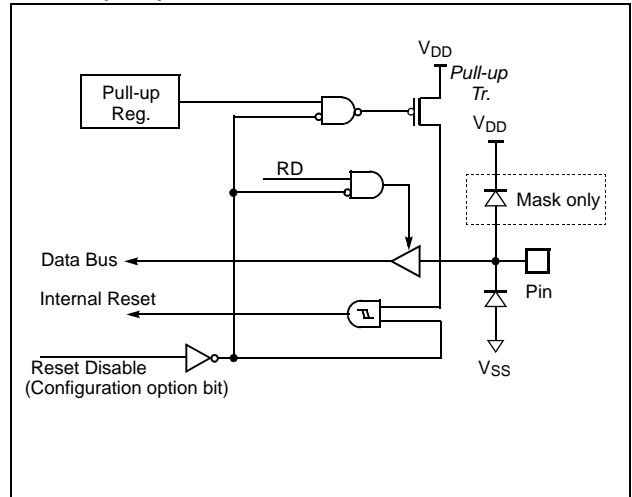 VDD
Pull-up
Tr.
Pull-up
Reg.
VDD
RD
Mask only
Data Bus
Internal Reset
Pin
Reset Disable
(Configuration option bit)
VSS